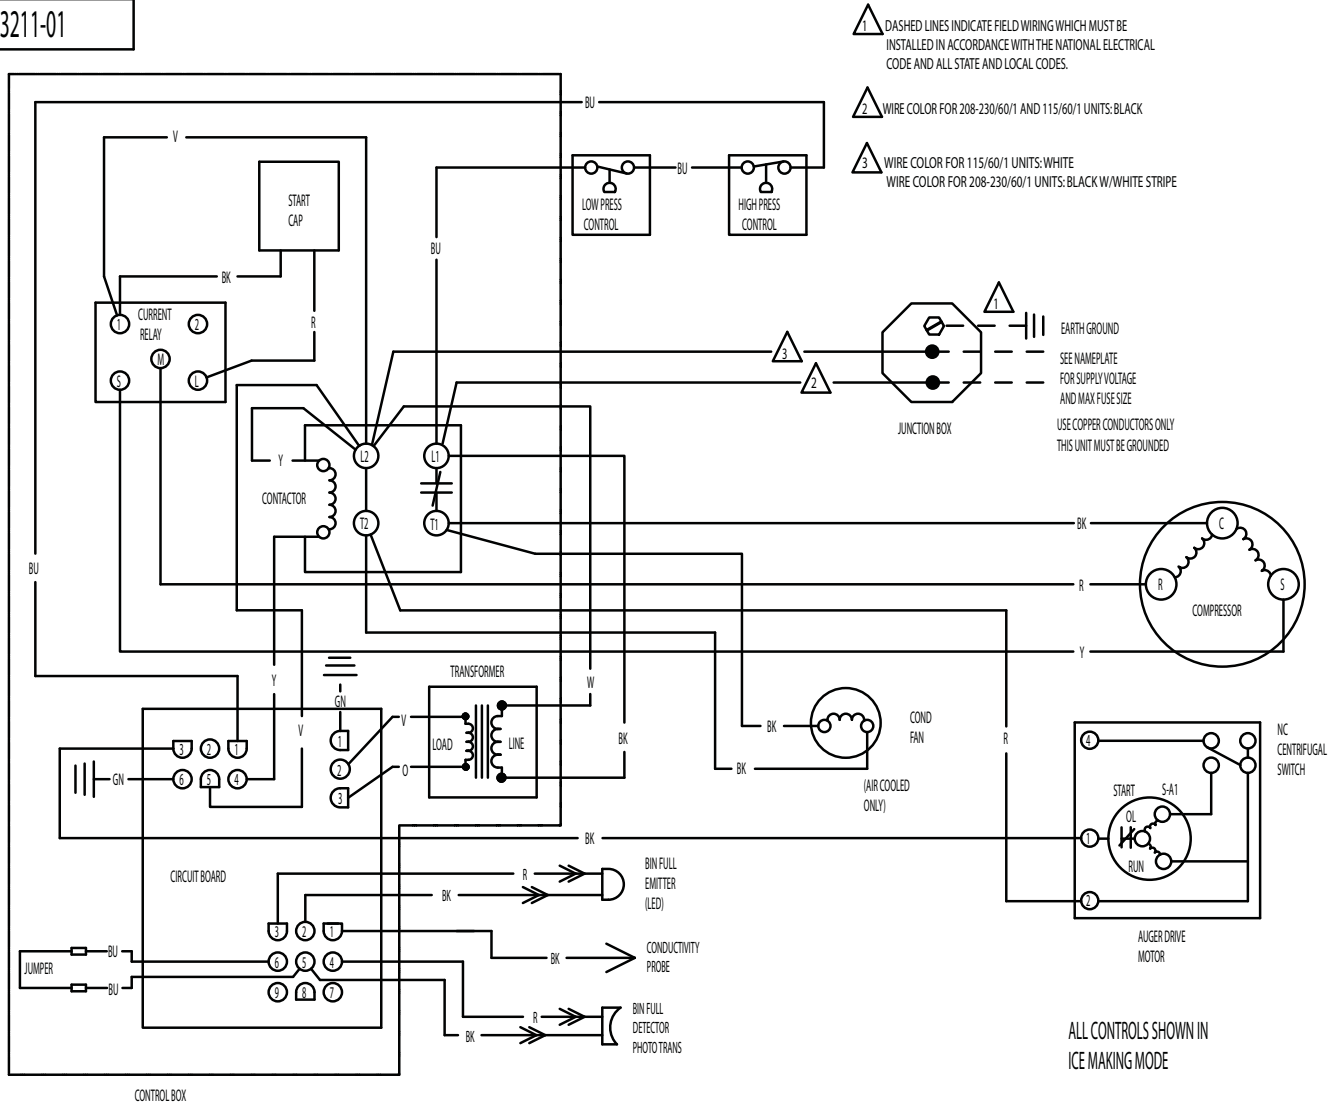 3211-01
1 DASHED LINES INDICATE FIELD WIRING WHICH MUST BE
INSTALLED IN ACCORDANCE WITH THE NATIONAL ELECTRICAL
CODE AND ALL STATE AND LOCAL CODES.
2 WIRE COLOR FOR 208-230/60/1 AND 115/60/1 UNITS: BLACK
3 WIRE COLOR FOR 115/60/1 UNITS: WHITE
WIRE COLOR FOR 208-230/60/1 UNITS: BLACK W/WHITE STRIPE
BU
V
START
CAP
BU
LOW PRESS
CONTROL
HIGH PRESS
CONTROL
BU
BK
R
CURRENT
RELAY
1
2
M
S
L
1
EARTH GROUND
3
SEE NAMEPLATE
FOR SUPPLY VOLTAGE
AND MAX FUSE SIZE
2
JUNCTION BOX
USE COPPER CONDUCTORS ONLY
THIS UNIT MUST BE GROUNDED
Y
L2
L1
CONTACTOR
T2
T1
BK
C
BU
R
R
S
COMPRESSOR
Y
TRANSFORMER
Y
GN
W
V
LOAD
LINE
V
O
BK
BK
BK
COND
FAN
(AIR COOLED
ONLY)
R
3
2
1
1
GN
6
5
4
2
3
4
NC
CENTRIFUGAL
SWITCH
START
S-A1
OL
RUN
1
2
AUGER DRIVE
MOTOR
BK
CIRCUIT BOARD
R
BK
BIN FULL
EMITTER
(LED)
3
2
1
BK
CONDUCTIVITY
PROBE
BU
JUMPER
BU
6
5
4
9
8
7
R
BK
BIN FULL
DETECTOR
PHOTO TRANS
ALL CONTROLS SHOWN IN
ICE MAKING MODE
CONTROL BOX